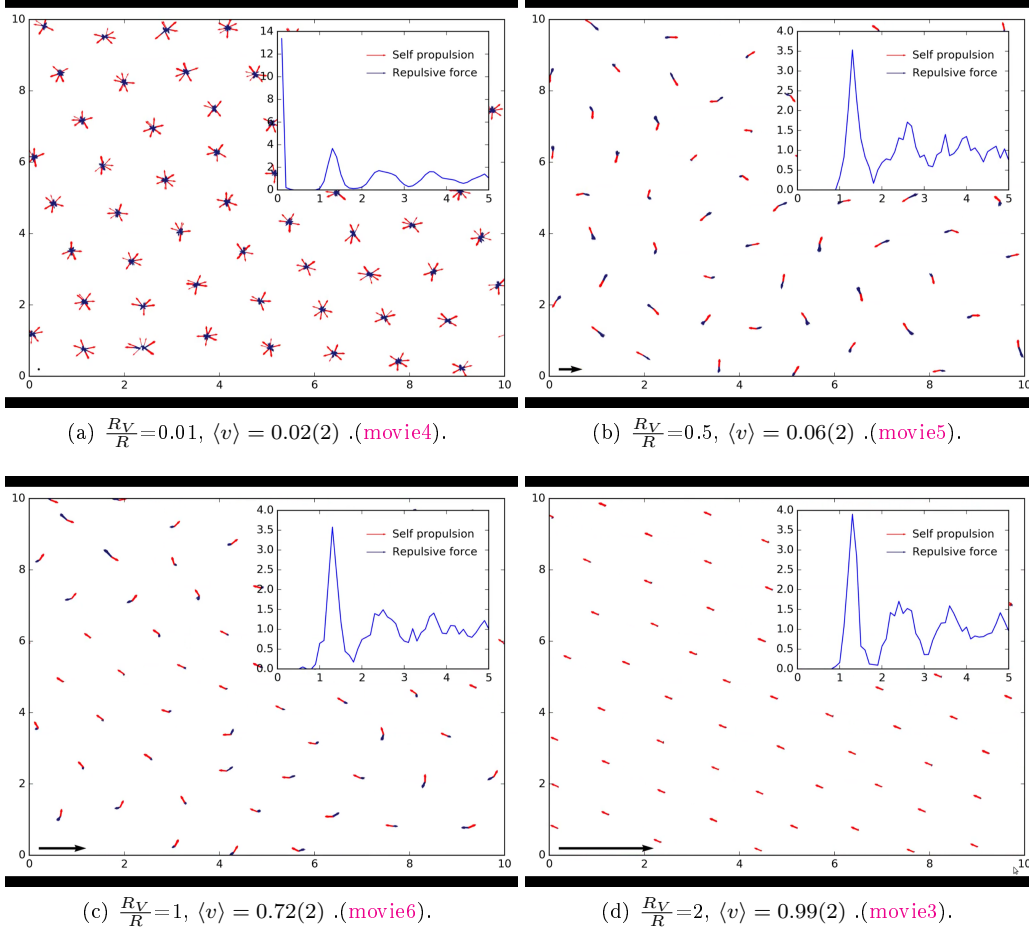 10
8
6
4
2
0
0 2 4 6 8 10
14
12
10
8
6
4
2
0
0 1 2 3 4 5
Self propulsion
Repulsive force
(a) R_V/R=0.01, ⟨v⟩ = 0.02(2) .(movie4).
10
8
6
4
2
0
0 2 4 6 8 10
4.0
3.5
3.0
2.5
2.0
1.5
1.0
0.5
0.0
0 1 2 3 4 5
Self propulsion
Repulsive force
(b) R_V/R=0.5, ⟨v⟩ = 0.06(2) .(movie5).
10
8
6
4
2
0
0 2 4 6 8 10
4.0
3.5
3.0
2.5
2.0
1.5
1.0
0.5
0.0
0 1 2 3 4 5
Self propulsion
Repulsive force
(c) R_V/R=1, ⟨v⟩ = 0.72(2) .(movie6).
10
8
6
4
2
0
0 2 4 6 8 10
4.0
3.5
3.0
2.5
2.0
1.5
1.0
0.5
0.0
0 1 2 3 4 5
Self propulsion
Repulsive force
(d) R_V/R=2, ⟨v⟩ = 0.99(2) .(movie3).